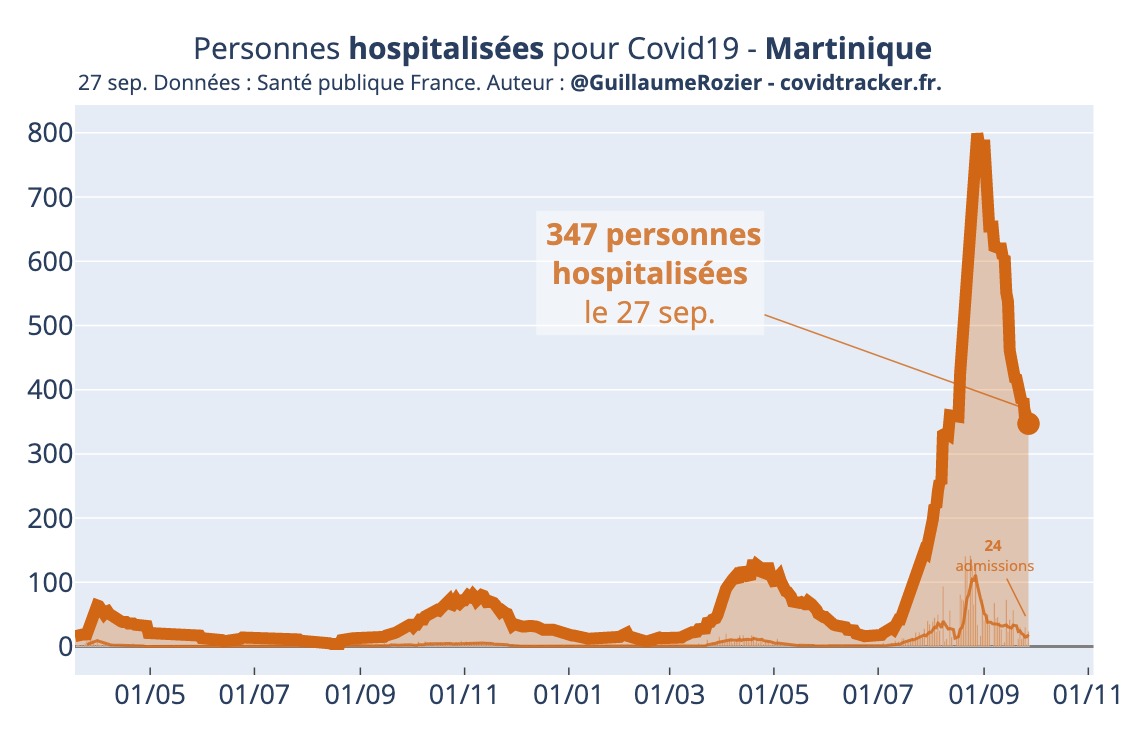 Personnes hospitalisées pour Covid19 - Martinique
27 sep. Données : Santé publique France. Auteur : @GuillaumeRozier - covidtracker.fr.
800
700
600
500
400
300
200
100
0
347 personnes
hospitalisées
le 27 sep.
24
admissions
01/05 01/07 01/09 01/11 01/01 01/03 01/05 01/07 01/09 01/11